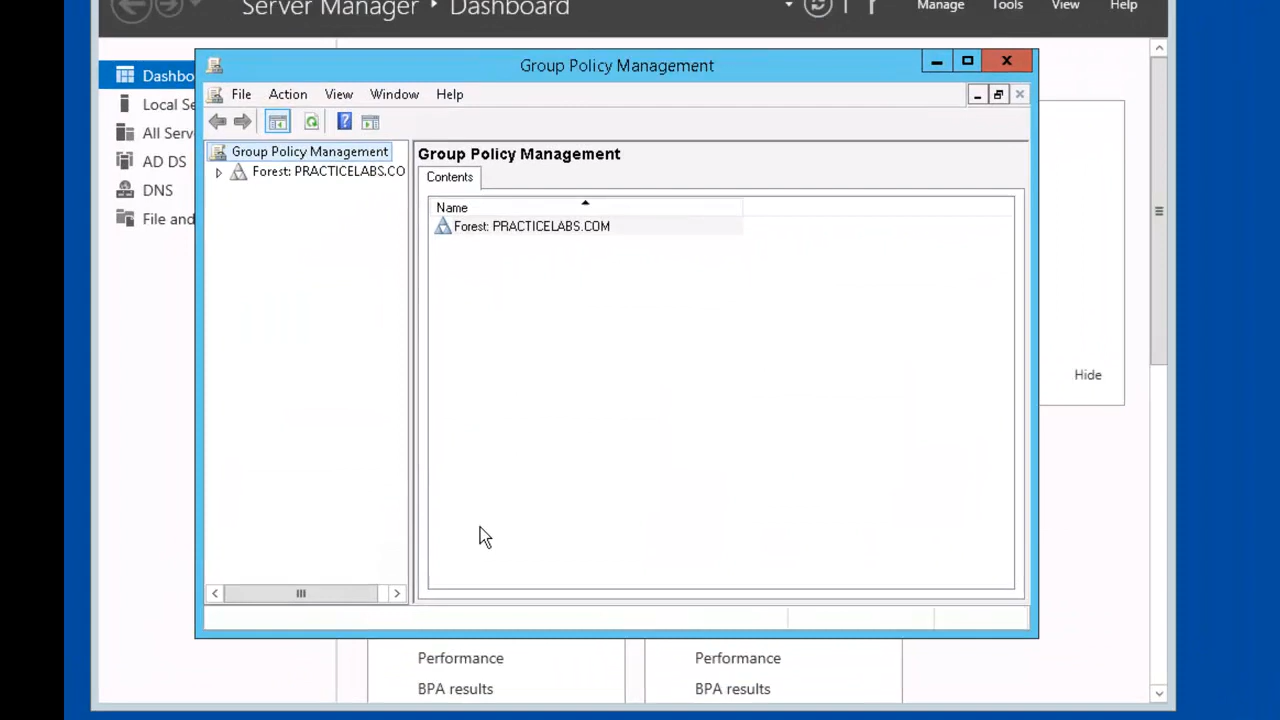 Server Manager • Dashboard
Manage Tools View Help
Group Policy Management
File Action View Window Help
Dashbo
Local Se
All Serv
AD DS
DNS
File and
Group Policy Management
Forest: PRACTICELABS.CO
Group Policy Management
Contents
Name
Forest: PRACTICELABS.COM
Hide
Performance
BPA results
Performance
BPA results